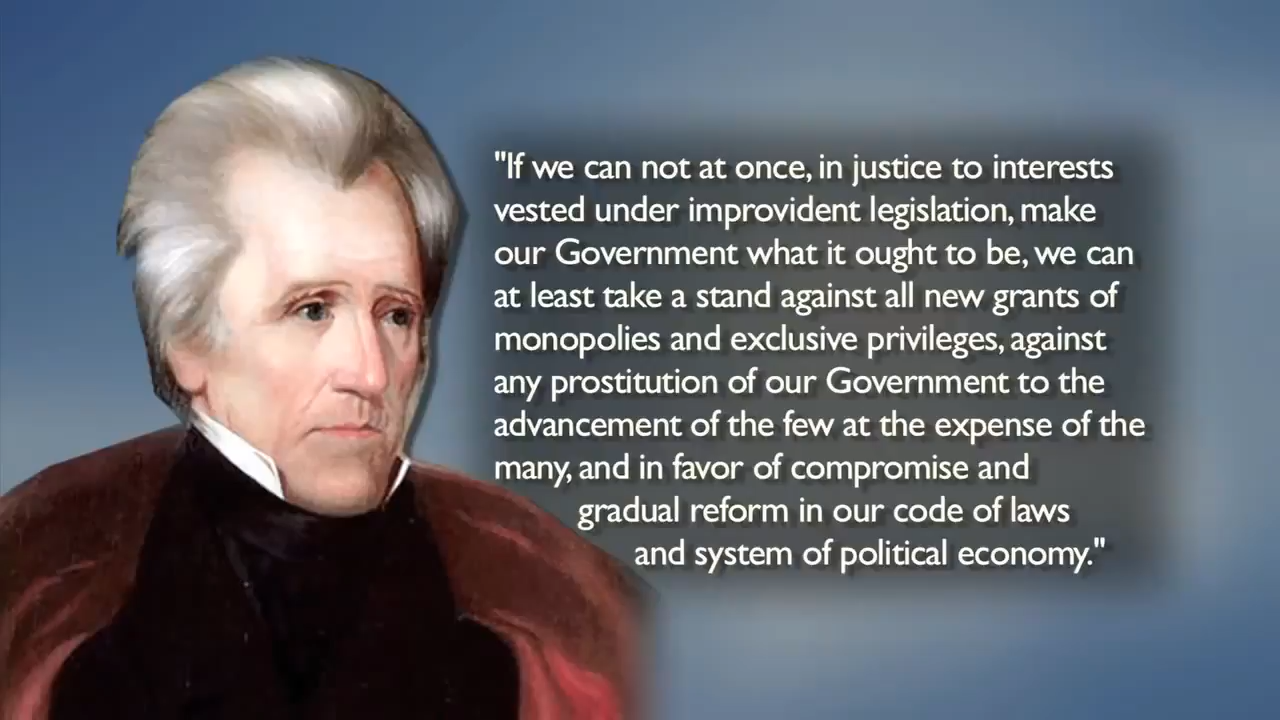 "If we can not at once, in justice to interests
vested under improvident legislation, make
our Government what it ought to be, we can
at least take a stand against all new grants of
monopolies and exclusive privileges, against
any prostitution of our Government to the
advancement of the few at the expense of the
many, and in favor of compromise and
gradual reform in our code of laws
and system of political economy."